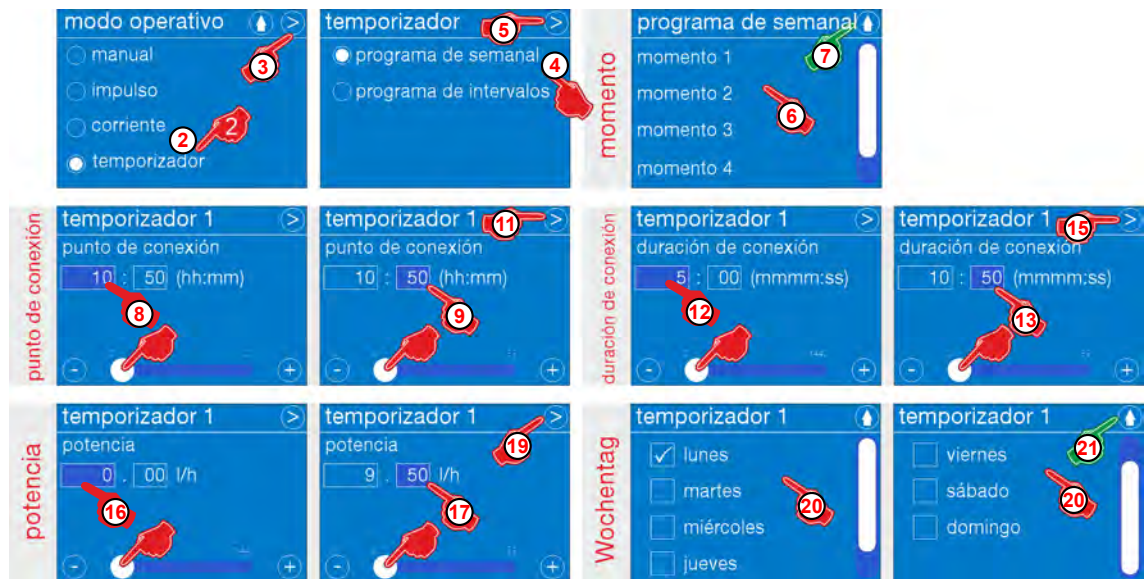 modo operativo >
manual
impulso
corriente
temporizador
3
2
2
temporizador >
programa de semanal
programa de intervalos
5
4
momento
programa de semanal
momento 1
momento 2
momento 3
momento 4
7
6
punto de conexión
temporizador 1 >
punto de conexión
10 : 50 (hh:mm)
8
- +
temporizador 1 >
punto de conexión
10 : 50 (hh:mm)
11
9
- +
duración de conexión
temporizador 1 >
duración de conexión
5 : 00 (mmmm:ss)
12
- +
temporizador 1 >
duración de conexión
10 : 50 (mmmm:ss)
15
13
- +
potencia
temporizador 1 >
potencia
0 . 00 l/h
16
- +
temporizador 1 >
potencia
9 . 50 l/h
19
17
- +
Wochentag
temporizador 1
lunes
martes
miércoles
jueves
20
temporizador 1
viernes
sábado
domingo
21
20